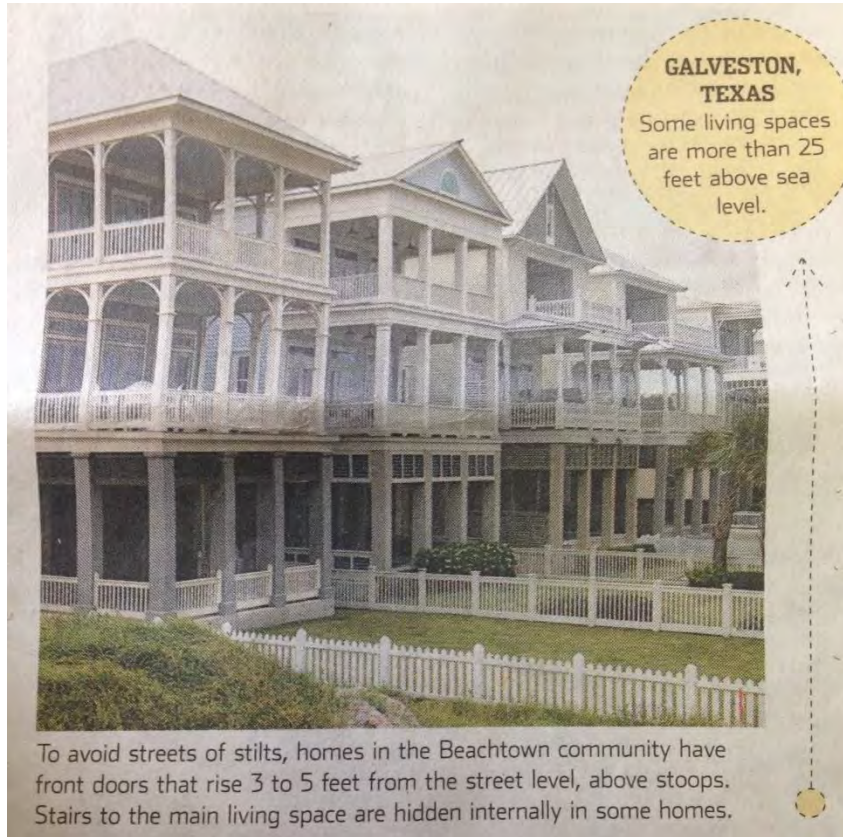 GALVESTON,
TEXAS
Some living spaces
are more than 25
feet above sea
level.
To avoid streets of stilts, homes in the Beachtown community have
front doors that rise 3 to 5 feet from the street level, above stoops.
Stairs to the main living space are hidden internally in some homes.